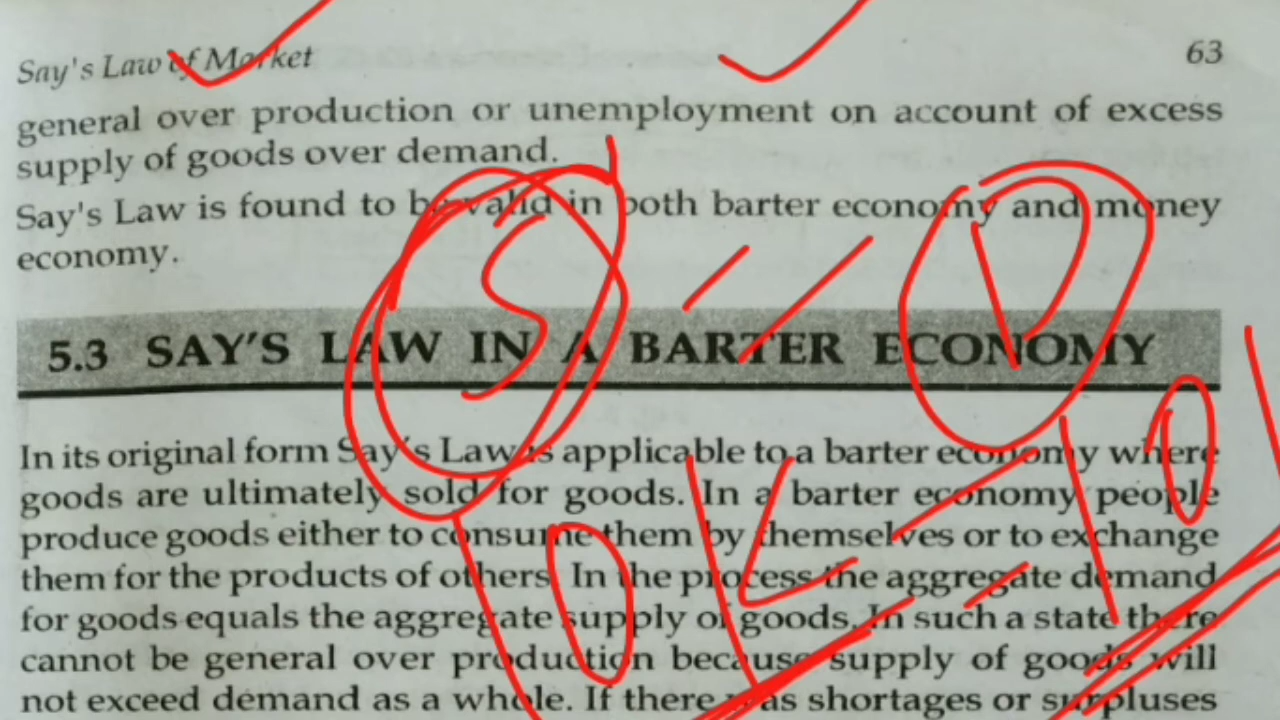 Say's Law of Market 63
general over production or unemployment on account of excess
supply of goods over demand.
Say's Law is found to be valid in both barter economy and money
economy.
S = D
5.3 SAY'S LAW IN A BARTER ECONOMY
In its original form Say's Law is applicable to a barter economy where
goods are ultimately sold for goods. In a barter economy people
produce goods either to consume them by themselves or to exchange
them for the products of others. In the process the aggregate demand
for goods equals the aggregate supply of goods. In such a state there
cannot be general over production because supply of goods will
not exceed demand as a whole. If there was shortages or surpluses
10K = 10K